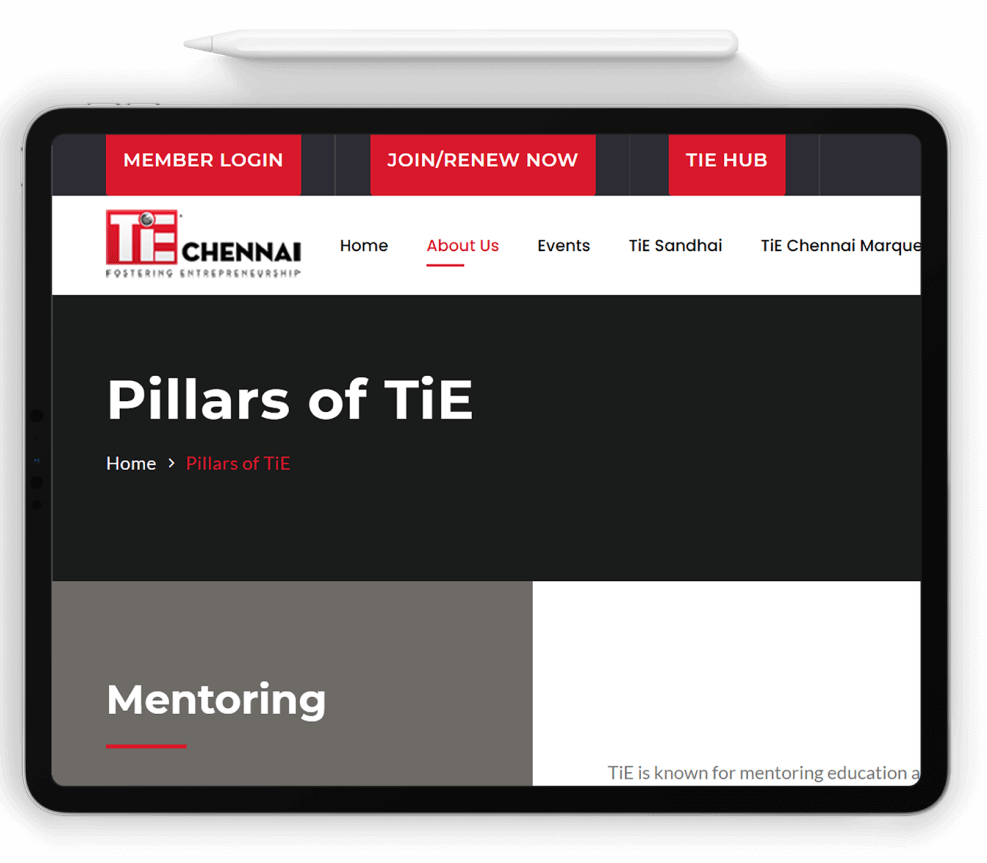 MEMBER LOGIN JOIN/RENEW NOW TIE HUB
TiE CHENNAI
FOSTERING ENTREPRENEURSHIP
Home About Us Events TiE Sandhai TiE Chennai Marque
Pillars of TiE
Home > Pillars of TiE
Mentoring
TiE is known for mentoring education a